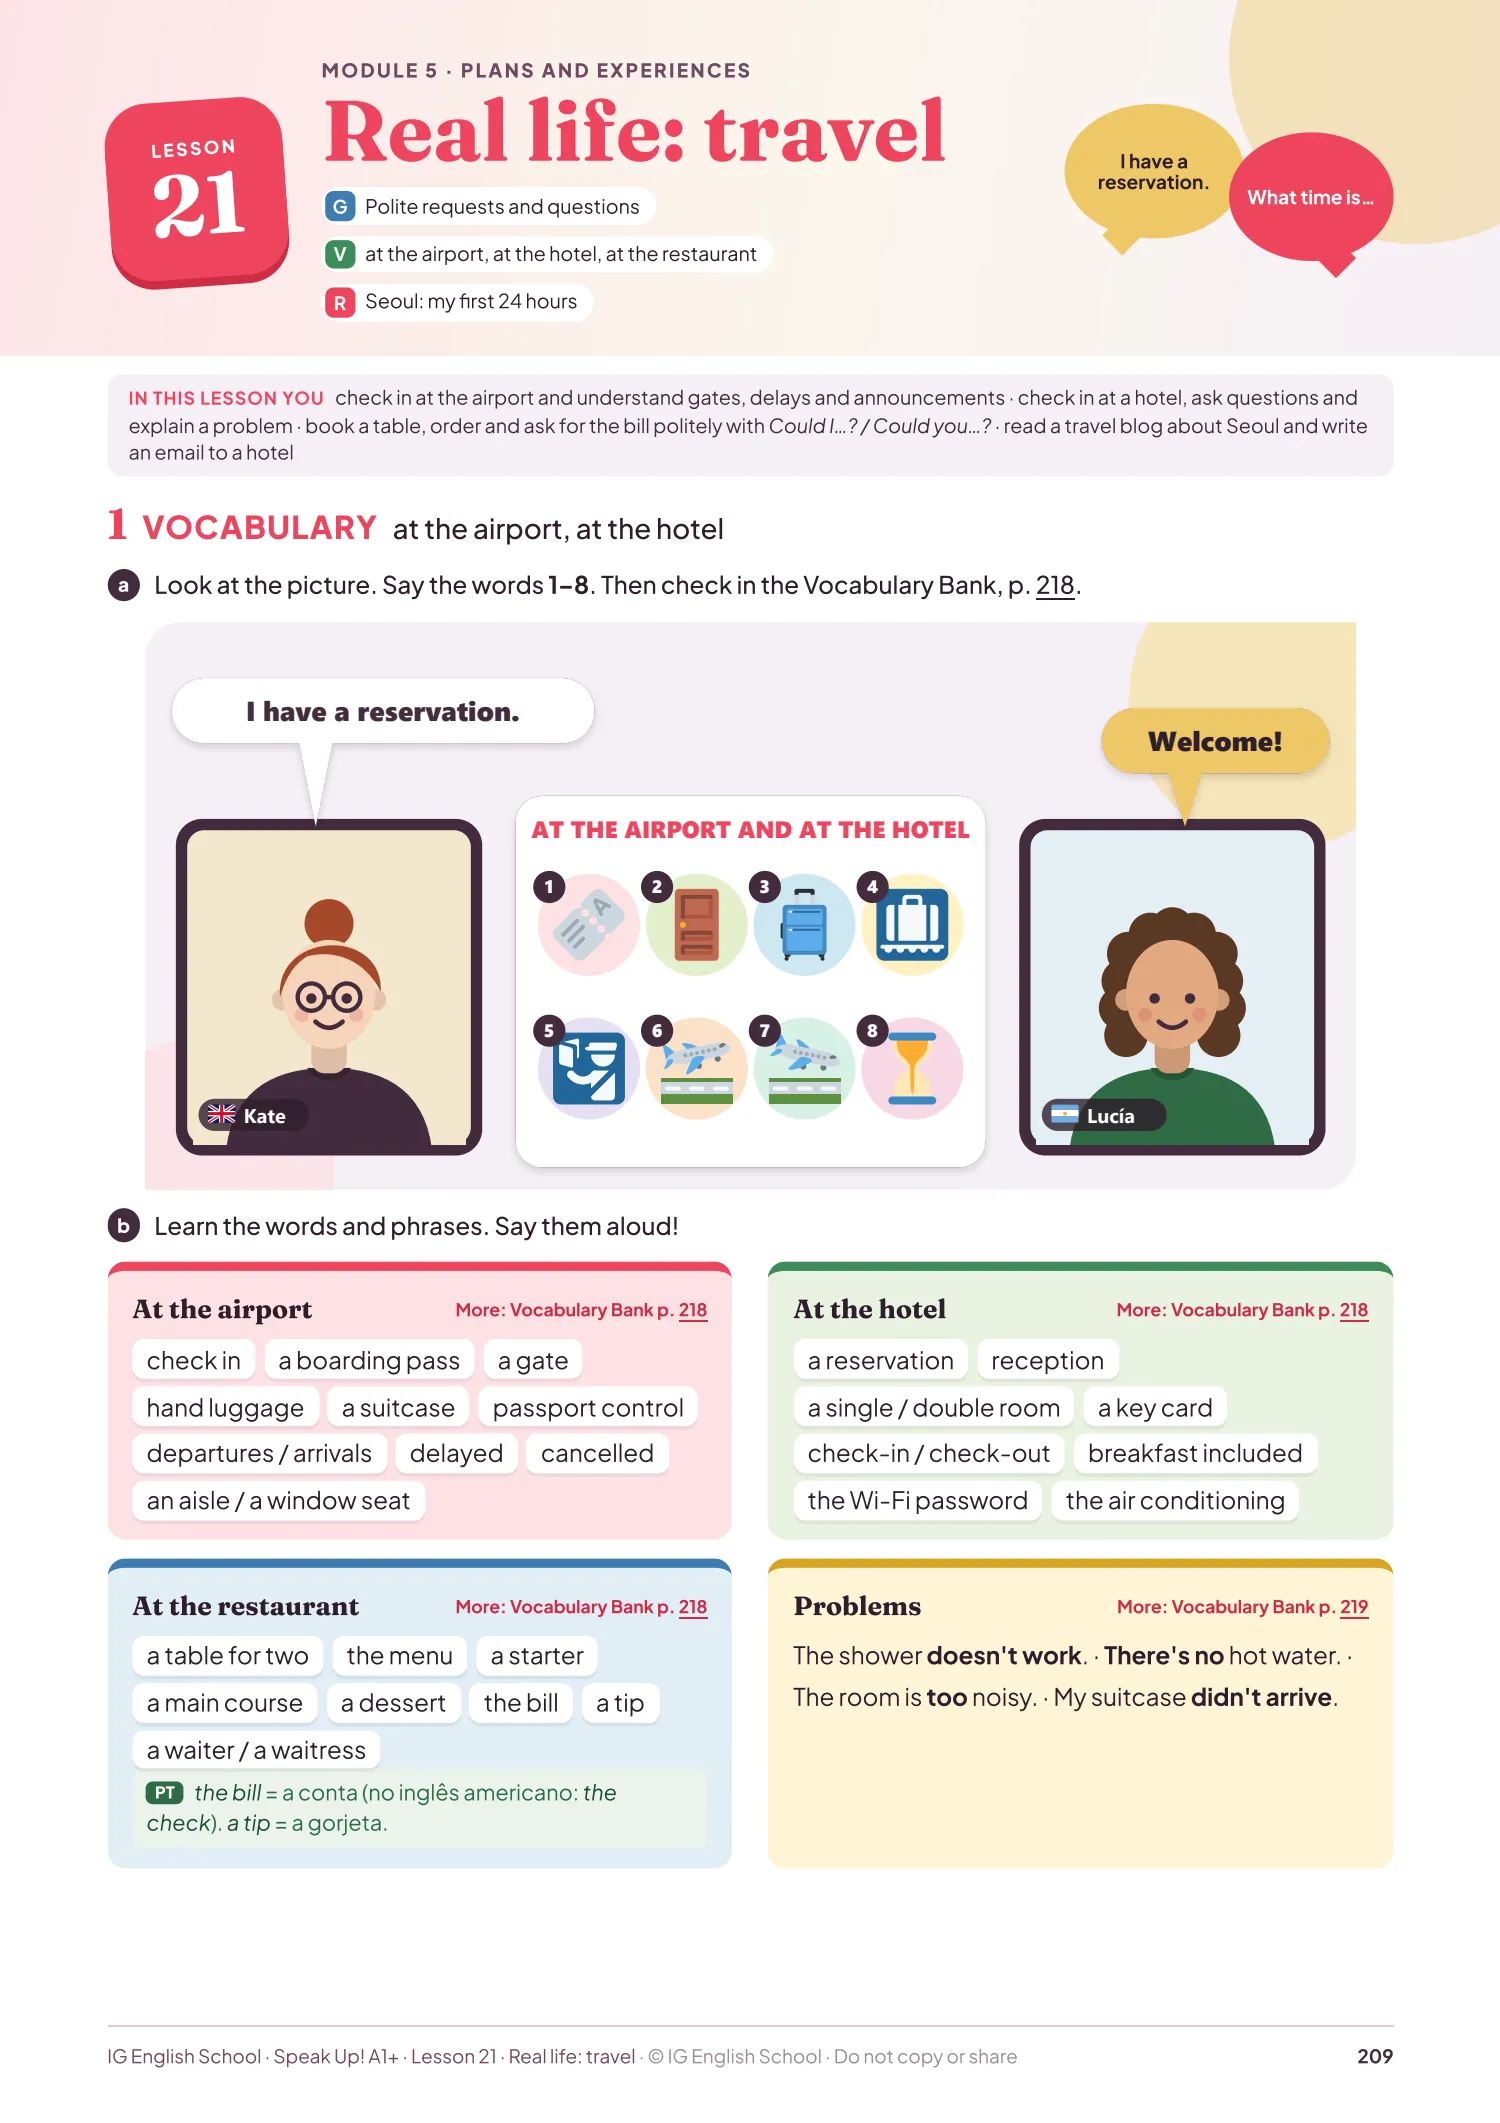 MODULE 5 · PLANS AND EXPERIENCES
LESSON
21
Real life: travel
G Polite requests and questions
V at the airport, at the hotel, at the restaurant
R Seoul: my first 24 hours
I have a
reservation.
What time is...
IN THIS LESSON YOU check in at the airport and understand gates, delays and announcements · check in at a hotel, ask questions and
explain a problem · book a table, order and ask for the bill politely with Could I...? / Could you...? · read a travel blog about Seoul and write
an email to a hotel
1 VOCABULARY at the airport, at the hotel
a Look at the picture. Say the words 1–8. Then check in the Vocabulary Bank, p. 218.
I have a reservation.
Welcome!
AT THE AIRPORT AND AT THE HOTEL
1 2 3 4
A
5 6 7 8
Kate
Lucía
b Learn the words and phrases. Say them aloud!
At the airport More: Vocabulary Bank p. 218
check in a boarding pass a gate
hand luggage a suitcase passport control
departures / arrivals delayed cancelled
an aisle / a window seat
At the hotel More: Vocabulary Bank p. 218
a reservation reception
a single / double room a key card
check-in / check-out breakfast included
the Wi-Fi password the air conditioning
At the restaurant More: Vocabulary Bank p. 218
a table for two the menu a starter
a main course a dessert the bill a tip
a waiter / a waitress
PT the bill = a conta (no inglês americano: the
check). a tip = a gorjeta.
Problems More: Vocabulary Bank p. 219
The shower doesn't work. · There's no hot water. ·
The room is too noisy. · My suitcase didn't arrive.
IG English School · Speak Up! A1+ · Lesson 21 · Real life: travel · © IG English School · Do not copy or share 209